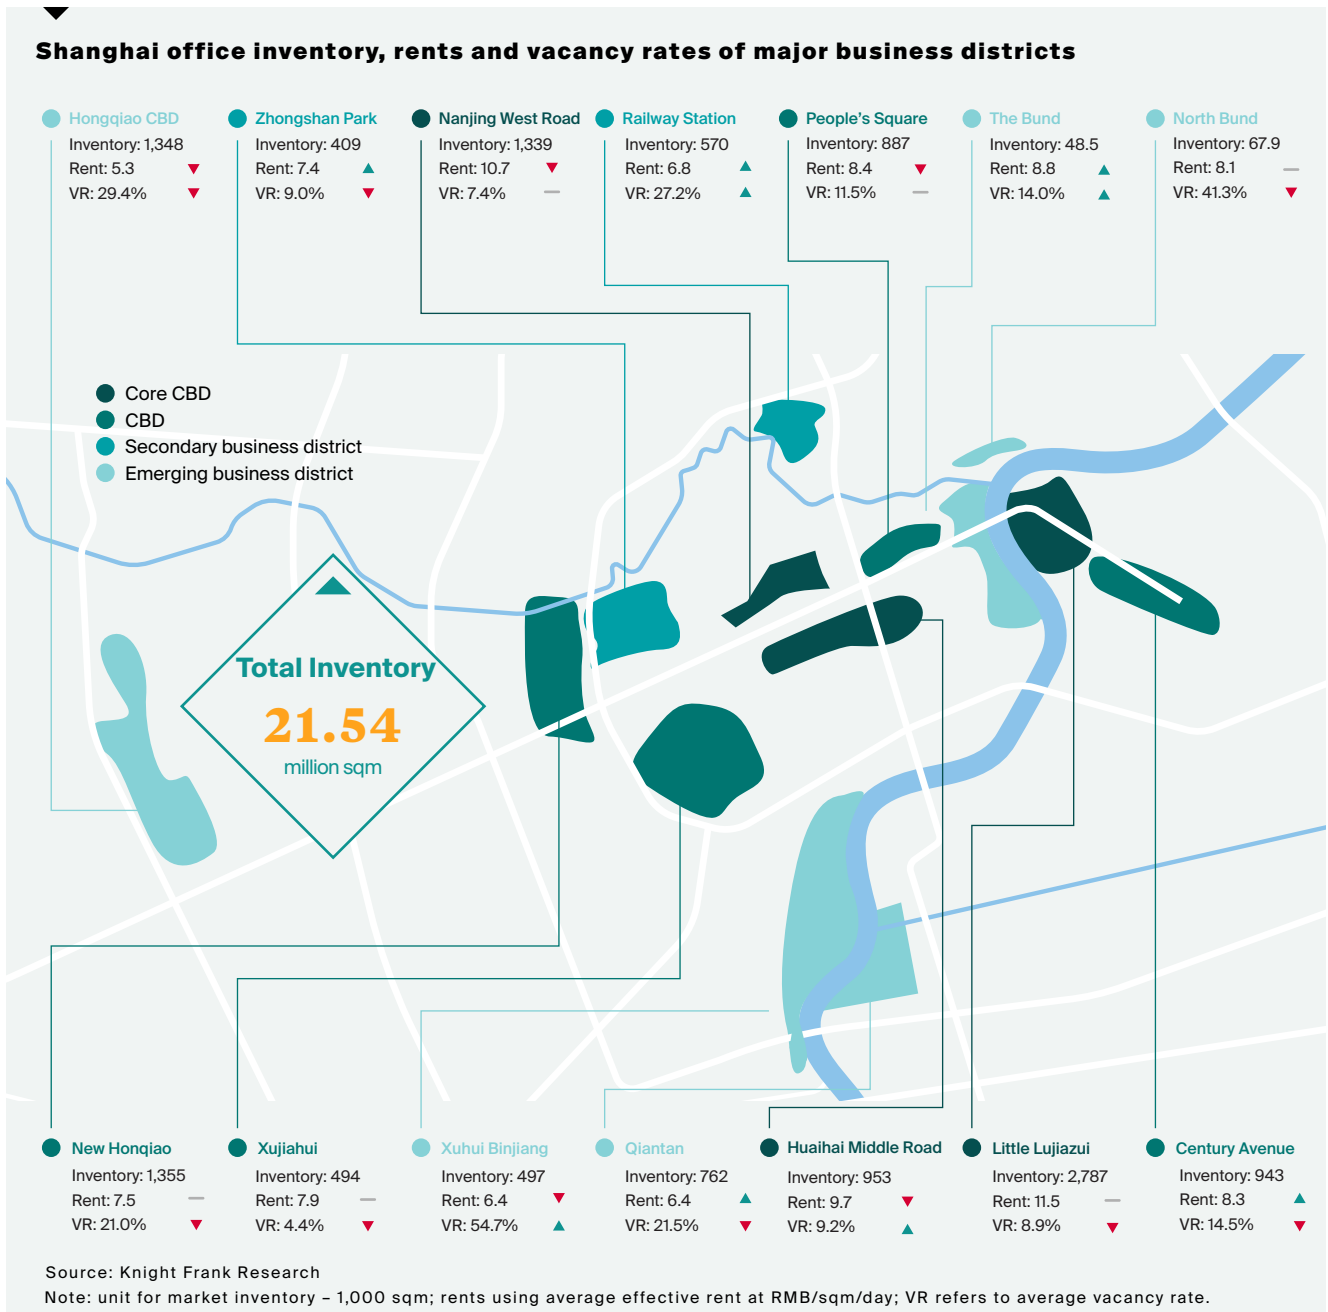 Shanghai office inventory, rents and vacancy rates of major business districts
Hongqiao CBD
Inventory: 1,348
Rent: 5.3
VR: 29.4%
Zhongshan Park
Inventory: 409
Rent: 7.4
VR: 9.0%
Nanjing West Road
Inventory: 1,339
Rent: 10.7
VR: 7.4%
Railway Station
Inventory: 570
Rent: 6.8
VR: 27.2%
People's Square
Inventory: 887
Rent: 8.4
VR: 11.5%
The Bund
Inventory: 48.5
Rent: 8.8
VR: 14.0%
North Bund
Inventory: 67.9
Rent: 8.1
VR: 41.3%
Core CBD
CBD
Secondary business district
Emerging business district
Total Inventory
21.54
million sqm
New Honqiao
Inventory: 1,355
Rent: 7.5
VR: 21.0%
Xujiahui
Inventory: 494
Rent: 7.9
VR: 4.4%
Xuhui Binjiang
Inventory: 497
Rent: 6.4
VR: 54.7%
Qiantan
Inventory: 762
Rent: 6.4
VR: 21.5%
Huaihai Middle Road
Inventory: 953
Rent: 9.7
VR: 9.2%
Little Lujiazui
Inventory: 2,787
Rent: 11.5
VR: 8.9%
Century Avenue
Inventory: 943
Rent: 8.3
VR: 14.5%
Source: Knight Frank Research
Note: unit for market inventory – 1,000 sqm; rents using average effective rent at RMB/sqm/day; VR refers to average vacancy rate.